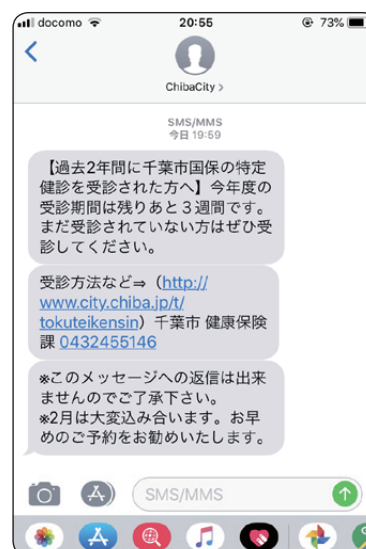 docomo 20:55 73%
ChibaCity >
SMS/MMS
今日 19:59
【過去2年間に千葉市国保の特定
健診を受診された方へ】今年度の
受診期間は残りあと３週間です。
まだ受診されていない方はぜひ受
診してください。
受診方法など⇒（http://
www.city.chiba.jp/t/
tokuteikensin）千葉市 健康保険
課 0432455146
※このメッセージへの返信は出来
ませんのでご了承下さい。
※2月は大変込み合います。お早
めのご予約をお勧めいたします。
SMS/MMS